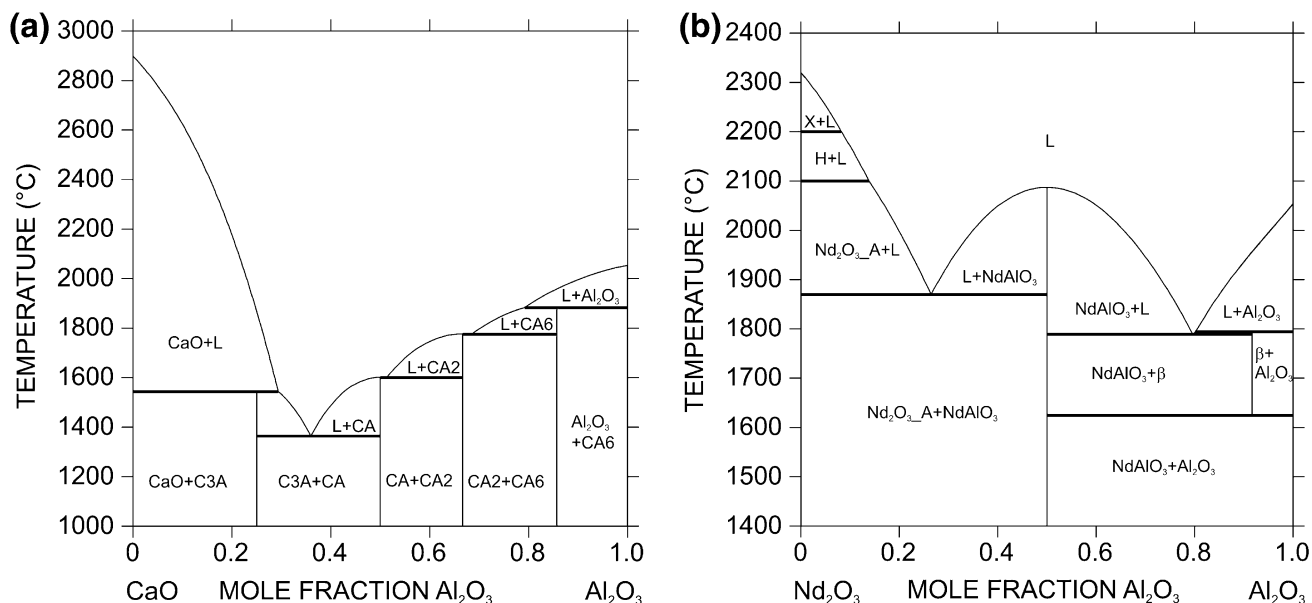 (a)
3000
2800
2600
2400
2200
2000
1800
1600
1400
1200
1000
TEMPERATURE (°C)
CaO+L
L+Al₂O₃
L+CA6
L+CA2
L+CA
Al₂O₃
+CA6
CaO+C3A
C3A+CA
CA+CA2
CA2+CA6
0
0.2
0.4
0.6
0.8
1.0
CaO
MOLE FRACTION Al₂O₃
Al₂O₃
(b)
2400
2300
2200
2100
2000
1900
1800
1700
1600
1500
1400
TEMPERATURE (°C)
X+L
H+L
L
Nd₂O₃_A+L
L+NdAlO₃
NdAlO₃+L
L+Al₂O₃
NdAlO₃+β
β+
Al₂O₃
Nd₂O₃_A+NdAlO₃
NdAlO₃+Al₂O₃
0
0.2
0.4
0.6
0.8
1.0
Nd₂O₃
MOLE FRACTION Al₂O₃
Al₂O₃